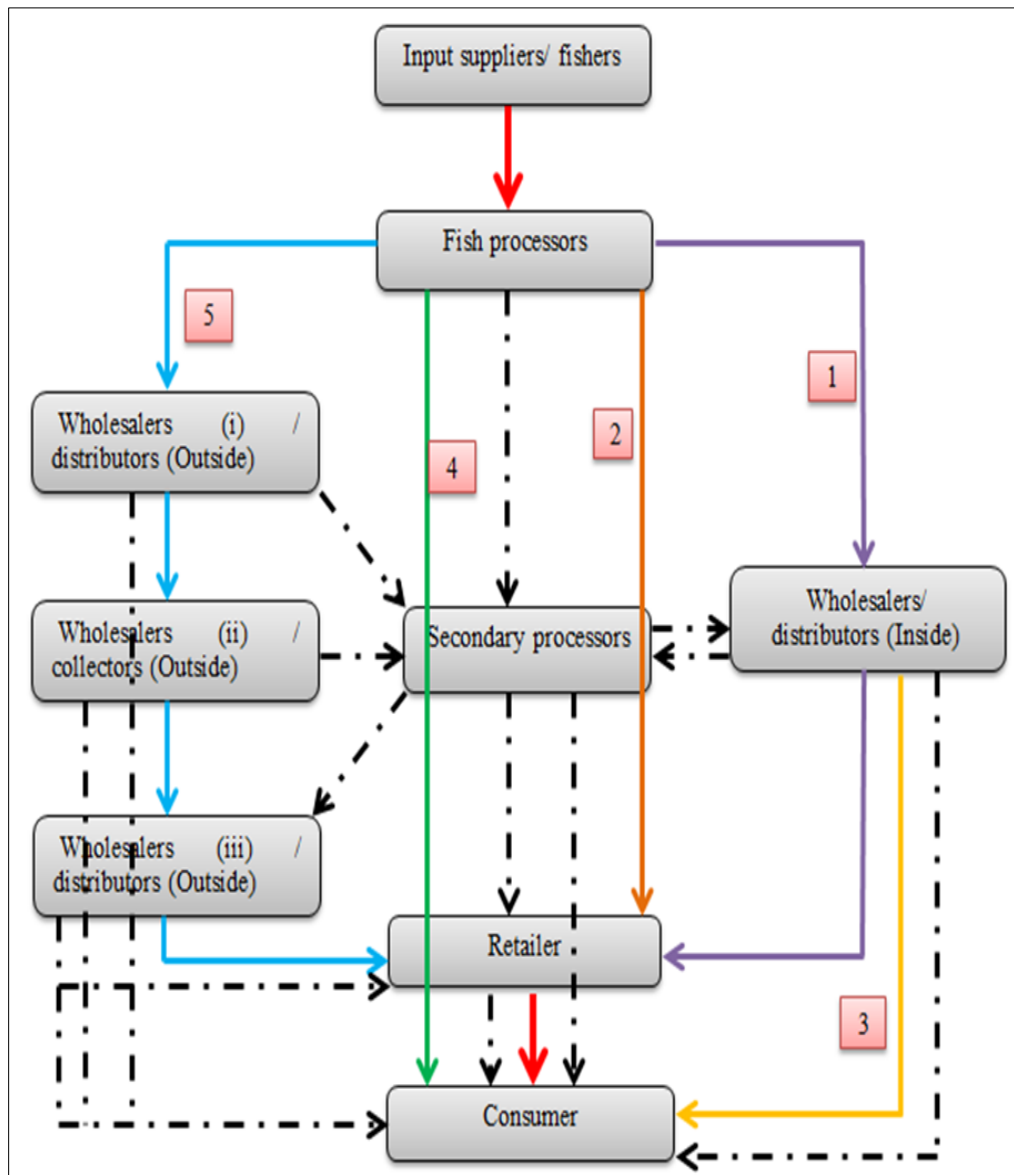 Input suppliers/ fishers
Fish processors
5
1
2
4
Wholesalers (i) /
distributors (Outside)
Wholesalers (ii) /
collectors (Outside)
Secondary processors
Wholesalers/
distributors (Inside)
Wholesalers (iii) /
distributors (Outside)
Retailer
3
Consumer